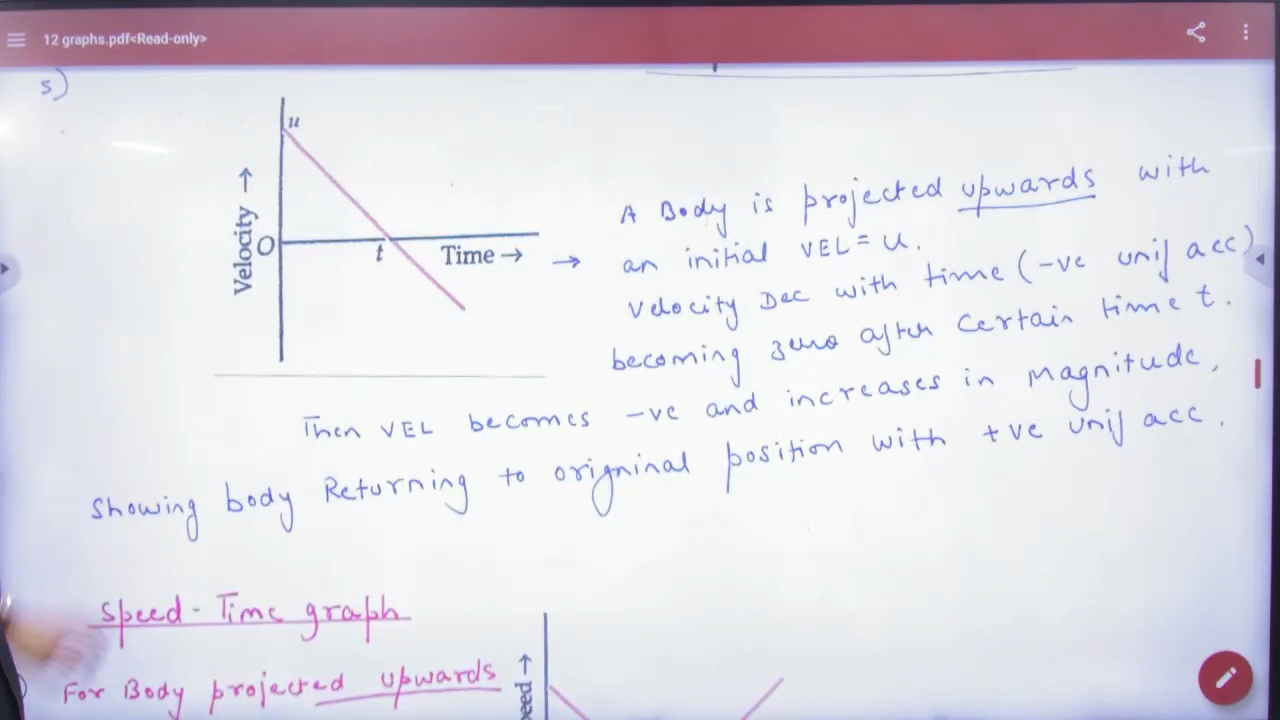 12 graphs.pdf<Read-only>
5)
u
Velocity →
O
t
Time →
→ A Body is projected upwards with
an initial VEL = u.
Velocity Dec with time (-ve unif acc)
becoming zero after certain time t.
Then VEL becomes -ve and increases in Magnitude,
Showing body Returning to origninal position with +ve unif acc.
Speed - Time graph
For Body projected upwards
peed →